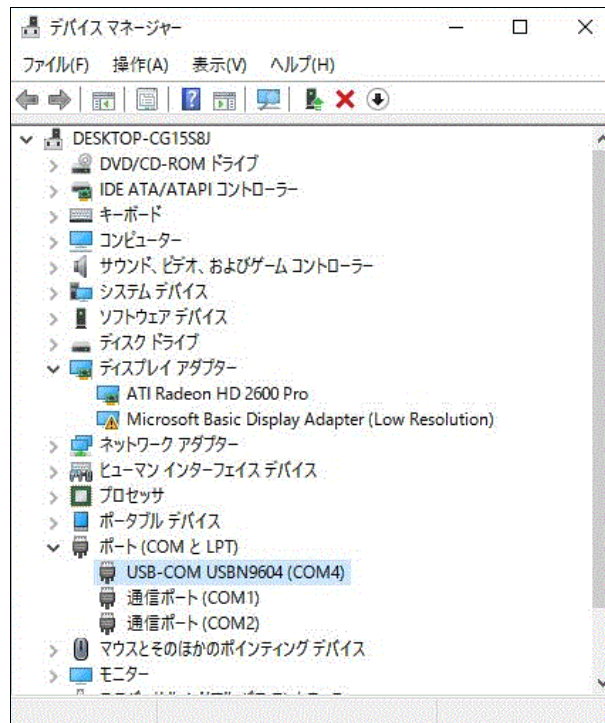 デバイス マネージャー
ファイル(F) 操作(A) 表示(V) ヘルプ(H)
DESKTOP-CG15S8J
DVD/CD-ROM ドライブ
IDE ATA/ATAPI コントローラー
キーボード
コンピューター
サウンド、ビデオ、およびゲーム コントローラー
システム デバイス
ソフトウェア デバイス
ディスク ドライブ
ディスプレイ アダプター
ATI Radeon HD 2600 Pro
Microsoft Basic Display Adapter (Low Resolution)
ネットワーク アダプター
ヒューマン インターフェイス デバイス
プロセッサ
ポータブル デバイス
ポート (COM と LPT)
USB-COM USBN9604 (COM4)
通信ポート (COM1)
通信ポート (COM2)
マウスとそのほかのポインティング デバイス
モニター